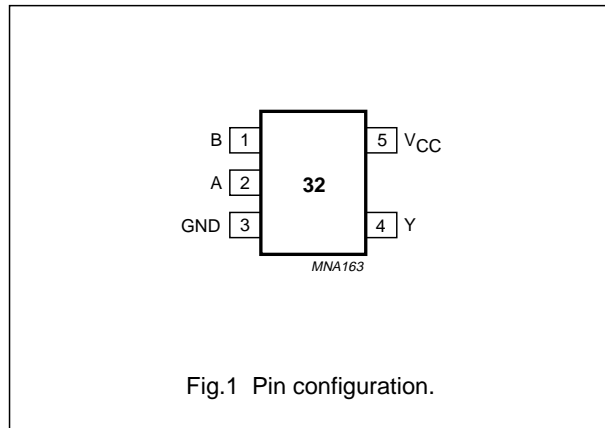 B 1 5 VCC
A 2 32
GND 3 4 Y
MNA163
Fig.1 Pin configuration.